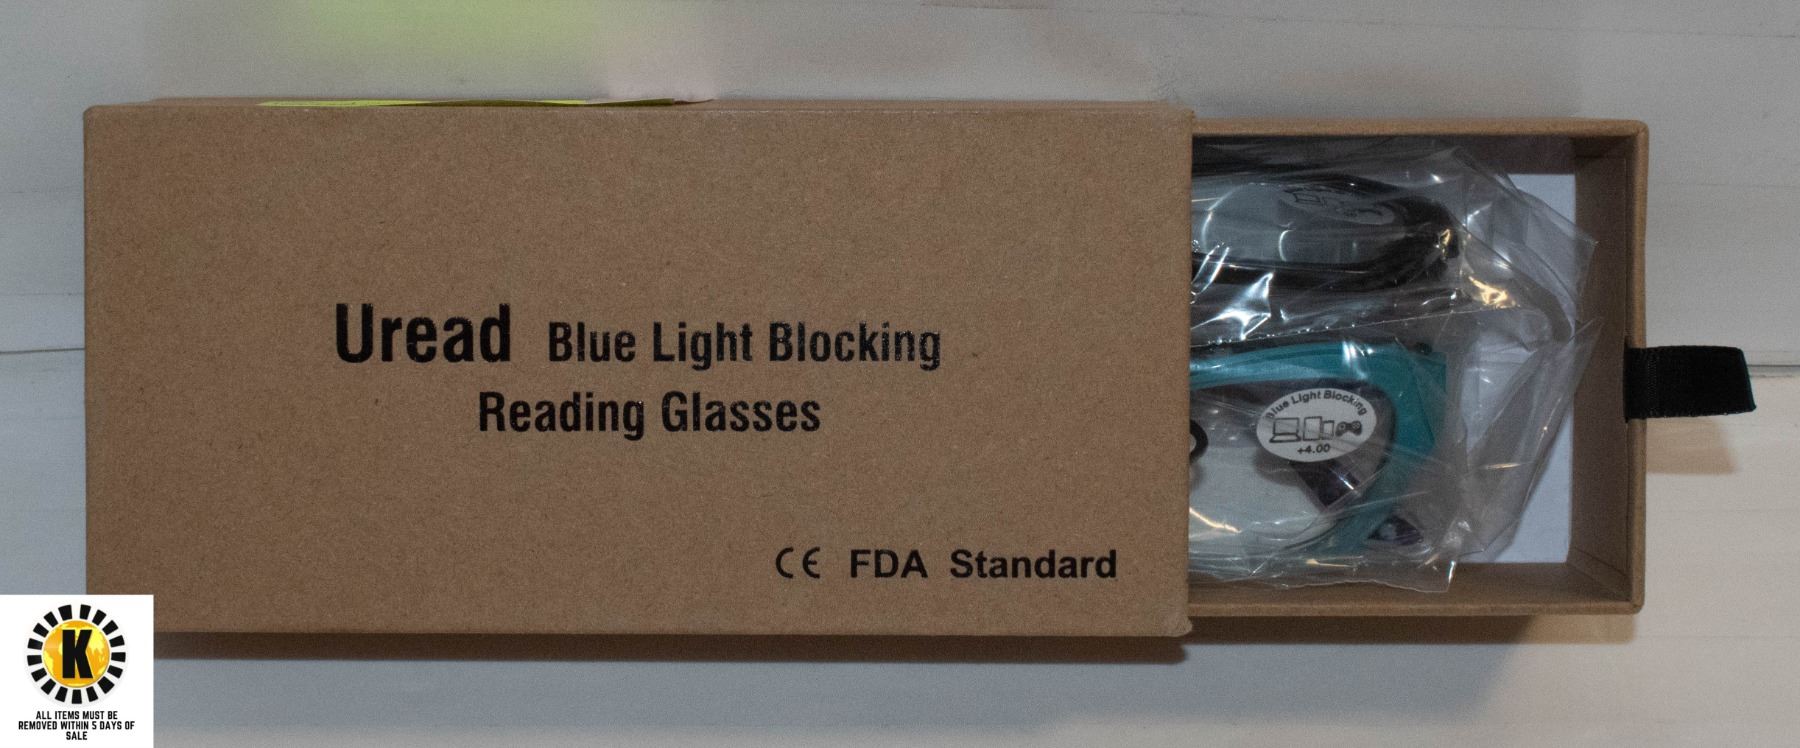 Uread Blue Light Blocking
Reading Glasses
CE FDA Standard
Blue Light Blocking
+4.00
K
ALL ITEMS MUST BE
REMOVED WITHIN 5 DAYS OF
SALE